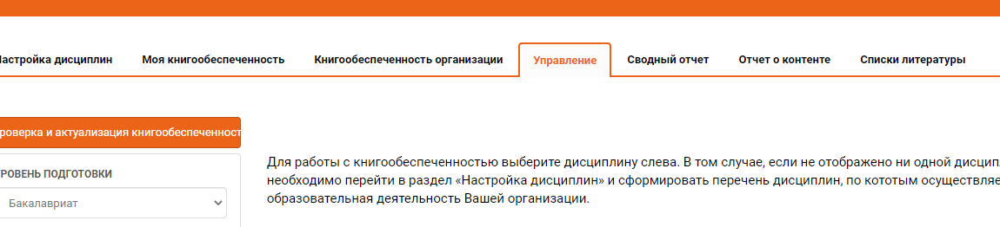 Настройка дисциплин Моя книгообеспеченность Книгообеспеченность организации Управление Сводный отчет Отчет о контенте Списки литературы
роверка и актуализация книгообеспеченност
Для работы с книгообеспеченностью выберите дисциплину слева. В том случае, если не отображено ни одной дисцип
РОВЕНЬ ПОДГОТОВКИ
необходимо перейти в раздел «Настройка дисциплин» и сформировать перечень дисциплин, по кототым осуществляе
Бакалавриат
образовательная деятельность Вашей организации.